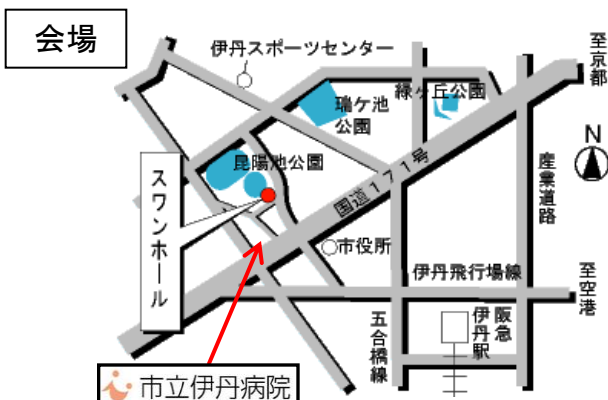 会場
伊丹スポーツセンター
至京都
瑞ケ池
公園
緑ヶ丘公園
N
昆陽池公園
スワンホール
国道171号
産業道路
市役所
伊丹飛行場線
至空港
五合橋線
阪急
伊丹駅
市立伊丹病院